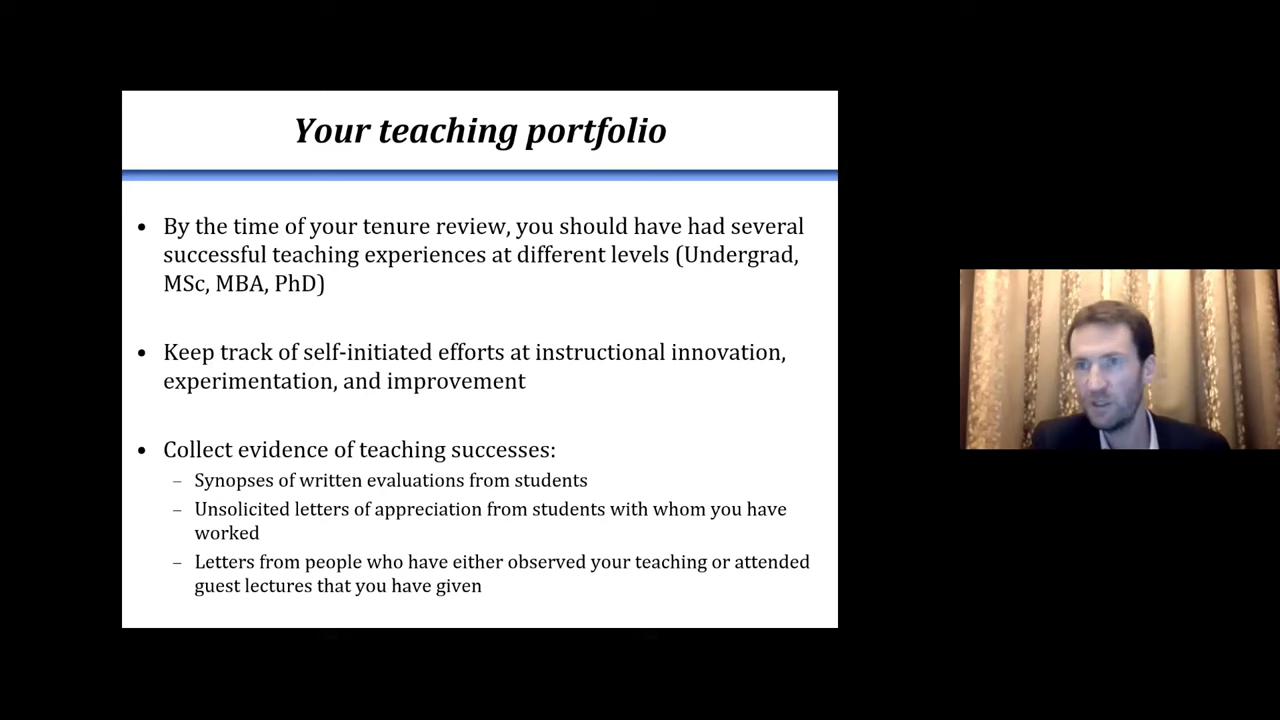 Your teaching portfolio
• By the time of your tenure review, you should have had several
successful teaching experiences at different levels (Undergrad,
MSc, MBA, PhD)
• Keep track of self-initiated efforts at instructional innovation,
experimentation, and improvement
• Collect evidence of teaching successes:
– Synopses of written evaluations from students
– Unsolicited letters of appreciation from students with whom you have
worked
– Letters from people who have either observed your teaching or attended
guest lectures that you have given